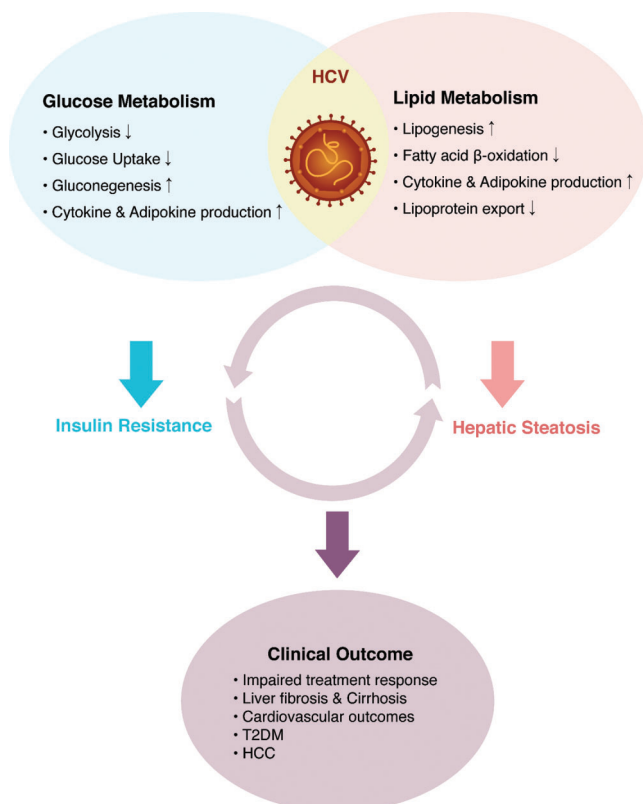 HCV
Glucose Metabolism
• Glycolysis ↓
• Glucose Uptake ↓
• Gluconegenesis ↑
• Cytokine & Adipokine production ↑
Lipid Metabolism
• Lipogenesis ↑
• Fatty acid β-oxidation ↓
• Cytokine & Adipokine production ↑
• Lipoprotein export ↓
Insulin Resistance
Hepatic Steatosis
Clinical Outcome
• Impaired treatment response
• Liver fibrosis & Cirrhosis
• Cardiovascular outcomes
• T2DM
• HCC